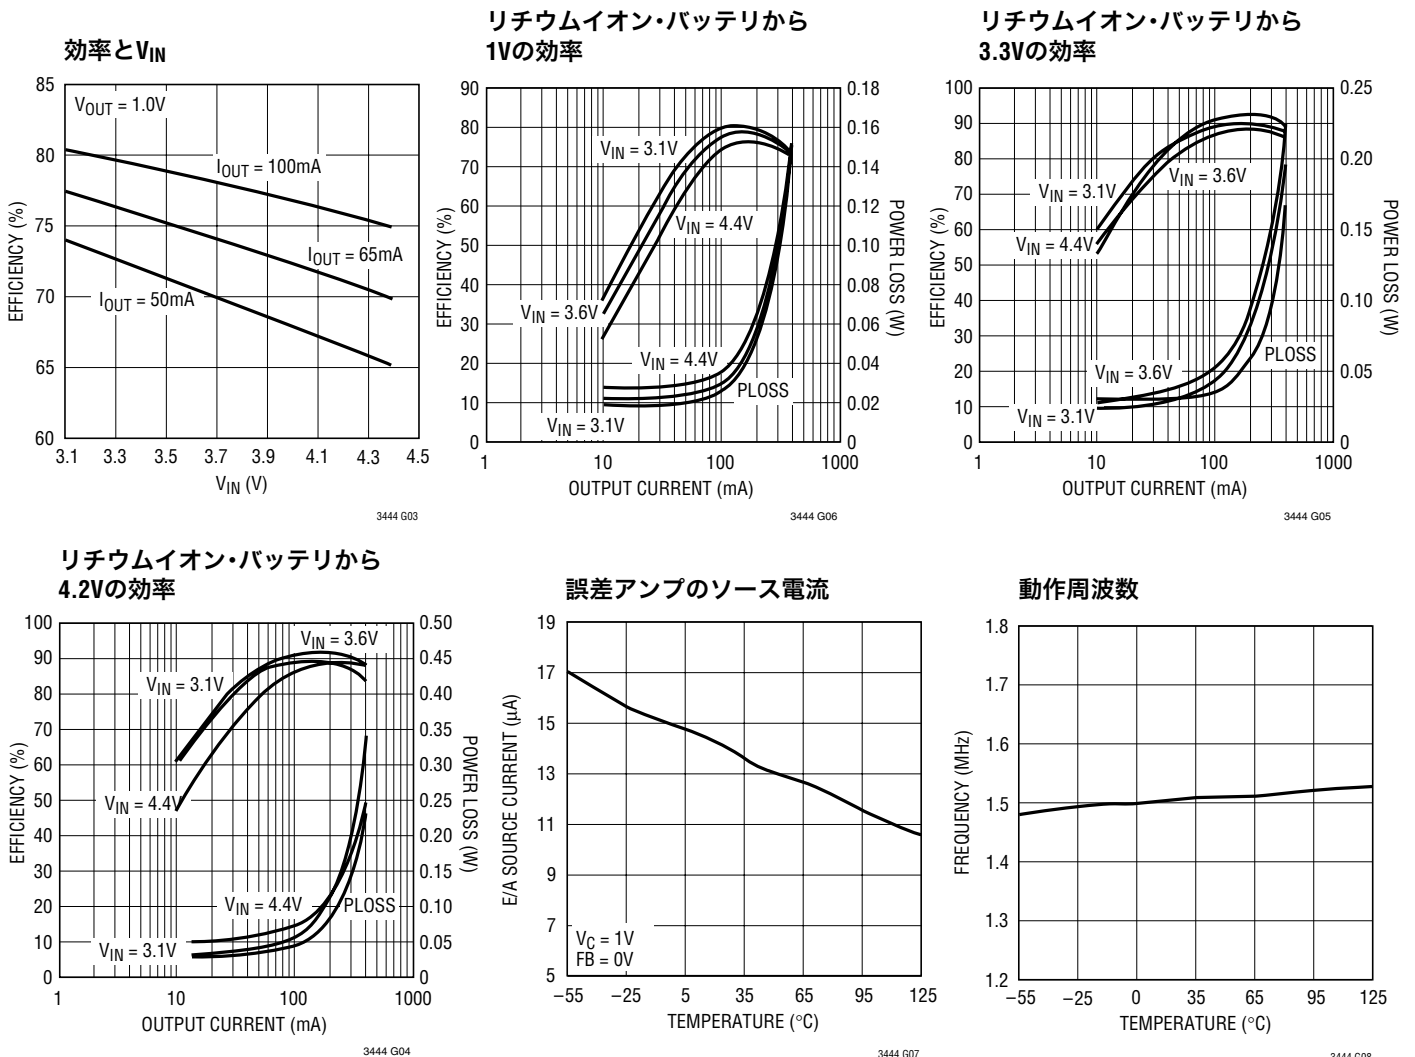 効率とVIN
85
80
75
70
65
60
EFFICIENCY (%)
VOUT = 1.0V
IOUT = 100mA
IOUT = 65mA
IOUT = 50mA
3.1 3.3 3.5 3.7 3.9 4.1 4.3 4.5
VIN (V)
3444 G03
リチウムイオン・バッテリから
1Vの効率
90
80
70
60
50
40
30
20
10
0
EFFICIENCY (%)
VIN = 3.1V
VIN = 4.4V
VIN = 3.6V
VIN = 4.4V
PLOSS
VIN = 3.1V
0.18
0.16
0.14
0.12
0.10
0.08
0.06
0.04
0.02
0
POWER LOSS (W)
1 10 100 1000
OUTPUT CURRENT (mA)
3444 G06
リチウムイオン・バッテリから
3.3Vの効率
100
90
80
70
60
50
40
30
20
10
0
EFFICIENCY (%)
VIN = 3.1V
VIN = 3.6V
VIN = 4.4V
PLOSS
VIN = 3.6V
VIN = 3.1V
0.25
0.20
0.15
0.10
0.05
0
POWER LOSS (W)
1 10 100 1000
OUTPUT CURRENT (mA)
3444 G05
リチウムイオン・バッテリから
4.2Vの効率
100
90
80
70
60
50
40
30
20
10
0
EFFICIENCY (%)
VIN = 3.6V
VIN = 3.1V
VIN = 4.4V
VIN = 4.4V
PLOSS
VIN = 3.1V
0.50
0.45
0.40
0.35
0.30
0.25
0.20
0.15
0.10
0.05
0
POWER LOSS (W)
1 10 100 1000
OUTPUT CURRENT (mA)
3444 G04
誤差アンプのソース電流
19
17
15
13
11
9
7
5
E/A SOURCE CURRENT (µA)
VC = 1V
FB = 0V
–55 –25 5 35 65 95 125
TEMPERATURE (°C)
3444 G07
動作周波数
1.8
1.7
1.6
1.5
1.4
1.3
1.2
FREQUENCY (MHz)
–55 –25 0 35 65 95 125
TEMPERATURE (°C)
3444 G08